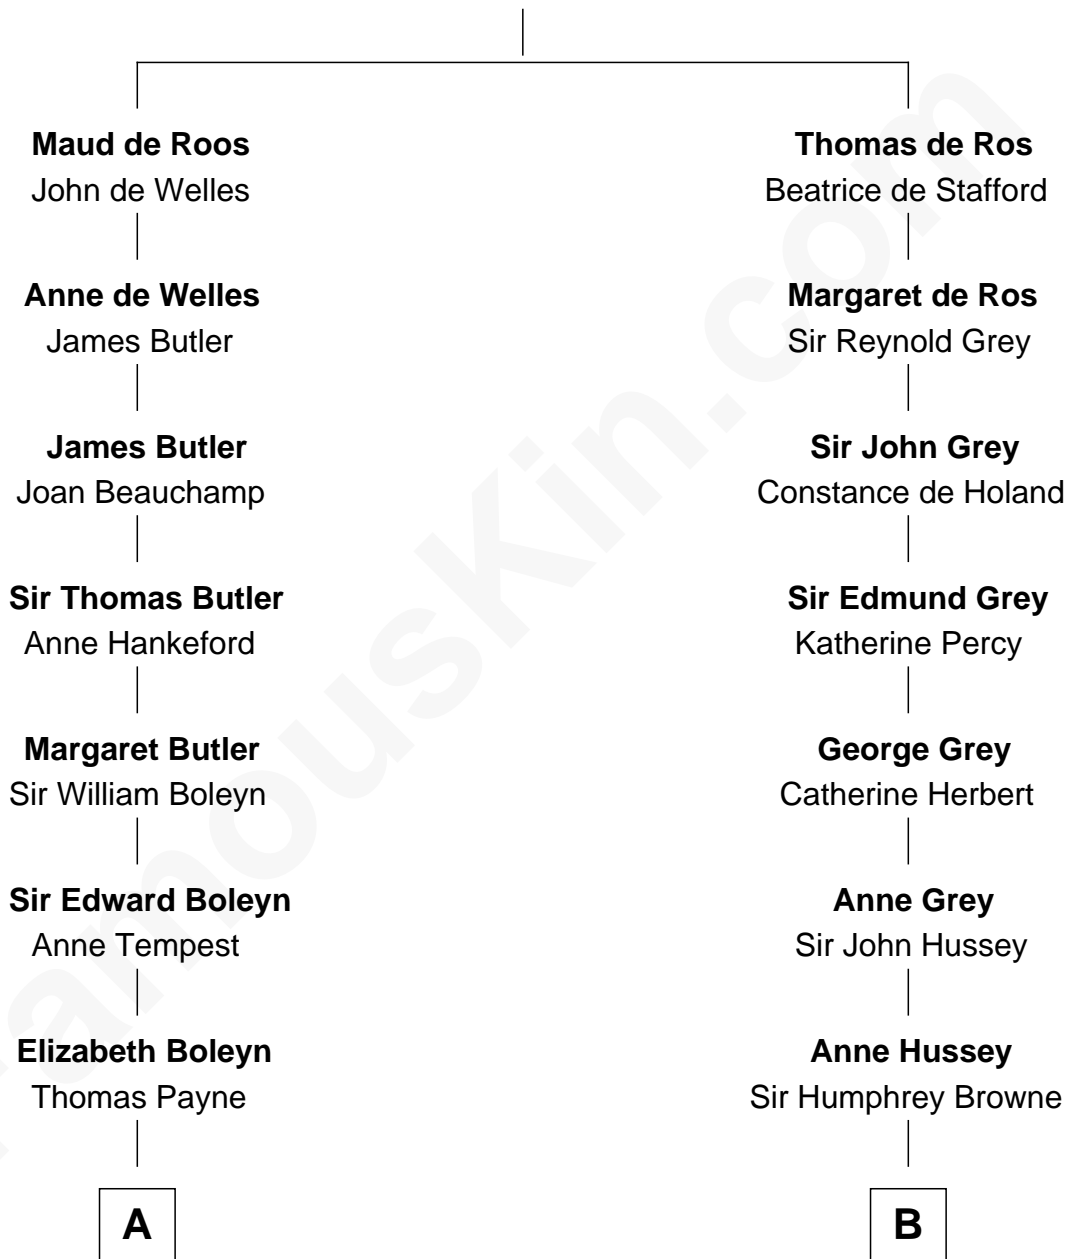 Maud de Roos
John de Welles
Anne de Welles
James Butler
James Butler
Joan Beauchamp
Sir Thomas Butler
Anne Hankeford
Margaret Butler
Sir William Boleyn
Sir Edward Boleyn
Anne Tempest
Elizabeth Boleyn
Thomas Payne
A
Thomas de Ros
Beatrice de Stafford
Margaret de Ros
Sir Reynold Grey
Sir John Grey
Constance de Holand
Sir Edmund Grey
Katherine Percy
George Grey
Catherine Herbert
Anne Grey
Sir John Hussey
Anne Hussey
Sir Humphrey Browne
B
FamousKin.com